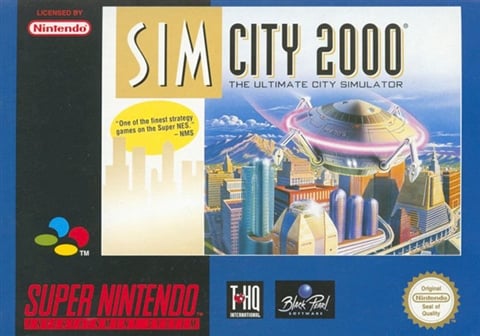 LICENSED BY
Nintendo
SIM CITY 2000
THE ULTIMATE CITY SIMULATOR
"One of the finest strategy
games on the Super NES."
– NMS
TM
SUPER NINTENDO
ENTERTAINMENT SYSTEM
T·HQ
INTERNATIONAL
Black Pearl
SOFTWARE
Original
Nintendo
Seal of
Quality